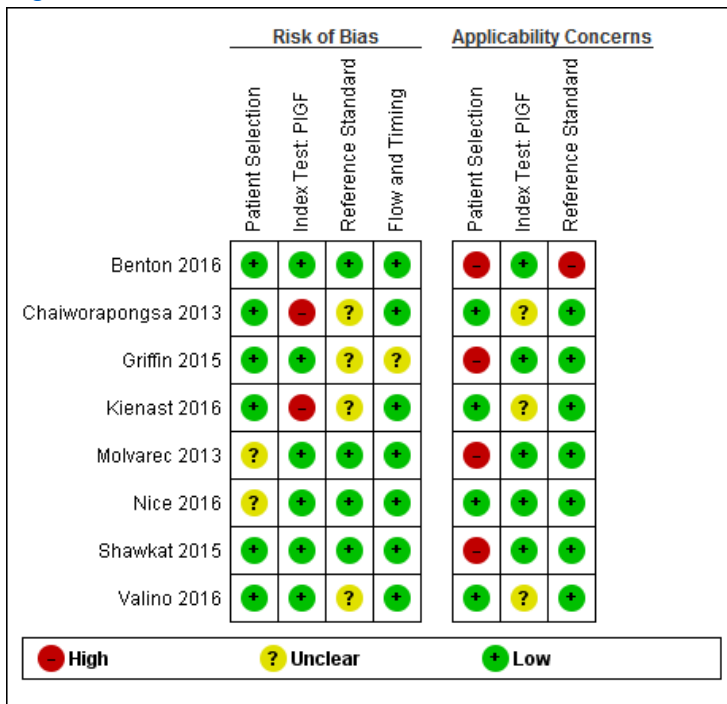 Risk of Bias Applicability Concerns
Patient Selection
Index Test: PlGF
Reference Standard
Flow and Timing
Patient Selection
Index Test: PlGF
Reference Standard
Benton 2016 + + + + - + -
Chaiworapongsa 2013 + - ? + + ? +
Griffin 2015 + + ? ? - + +
Kienast 2016 + - ? + + ? +
Molvarec 2013 ? + + + - + +
Nice 2016 ? + + + + + +
Shawkat 2015 + + + + - + +
Valino 2016 + + ? + + ? +
- High ? Unclear + Low